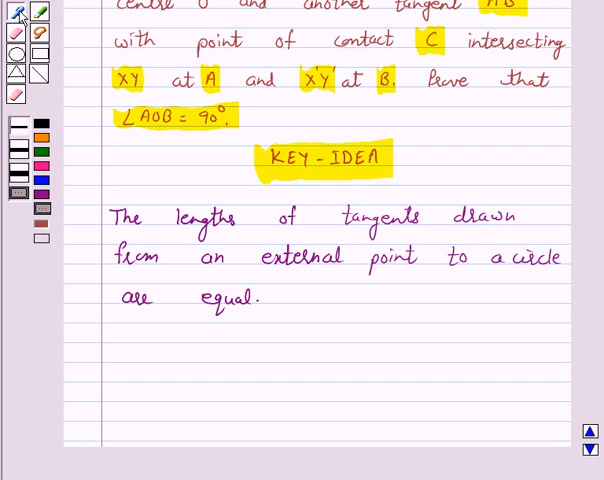 centre O and another tangent AB
with point of contact C intersecting
XY at A and X'Y' at B. Prove that
∠AOB = 90°.
KEY - IDEA
The lengths of tangents drawn
from an external point to a circle
are equal.